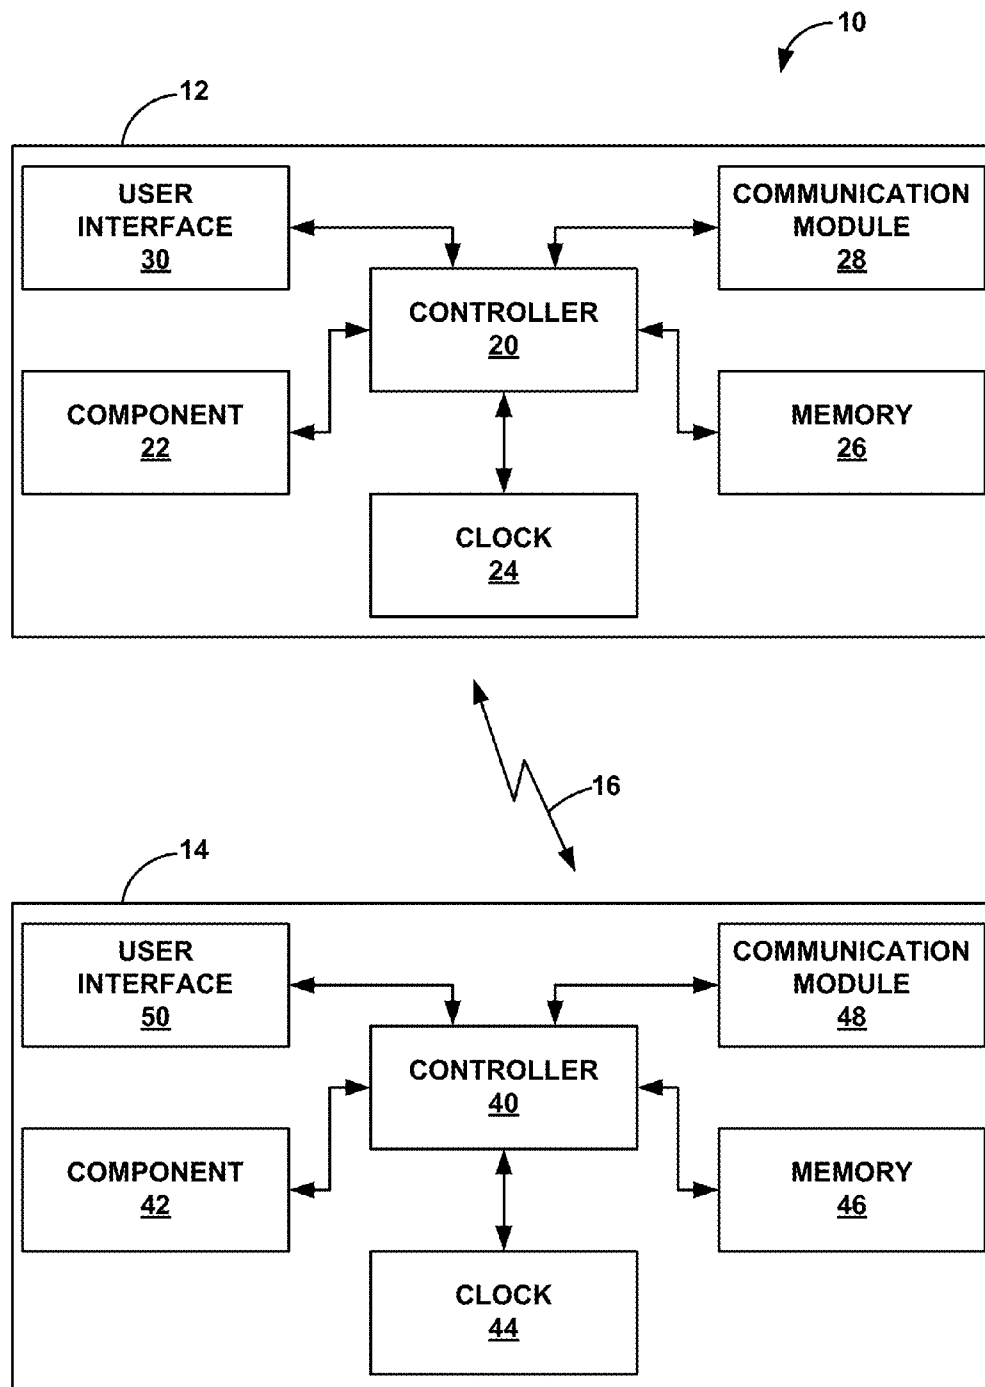 10
12
USER
INTERFACE
30
COMMUNICATION
MODULE
28
CONTROLLER
20
COMPONENT
22
MEMORY
26
CLOCK
24
16
14
USER
INTERFACE
50
COMMUNICATION
MODULE
48
CONTROLLER
40
COMPONENT
42
MEMORY
46
CLOCK
44